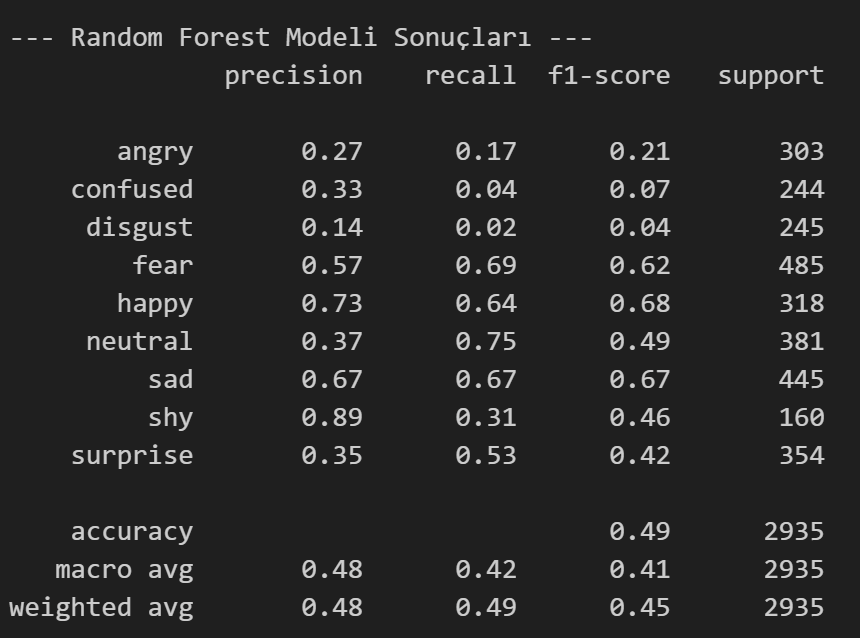 --- Random Forest Modeli Sonuçları ---
precision recall f1-score support
angry 0.27 0.17 0.21 303
confused 0.33 0.04 0.07 244
disgust 0.14 0.02 0.04 245
fear 0.57 0.69 0.62 485
happy 0.73 0.64 0.68 318
neutral 0.37 0.75 0.49 381
sad 0.67 0.67 0.67 445
shy 0.89 0.31 0.46 160
surprise 0.35 0.53 0.42 354
accuracy 0.49 2935
macro avg 0.48 0.42 0.41 2935
weighted avg 0.48 0.49 0.45 2935